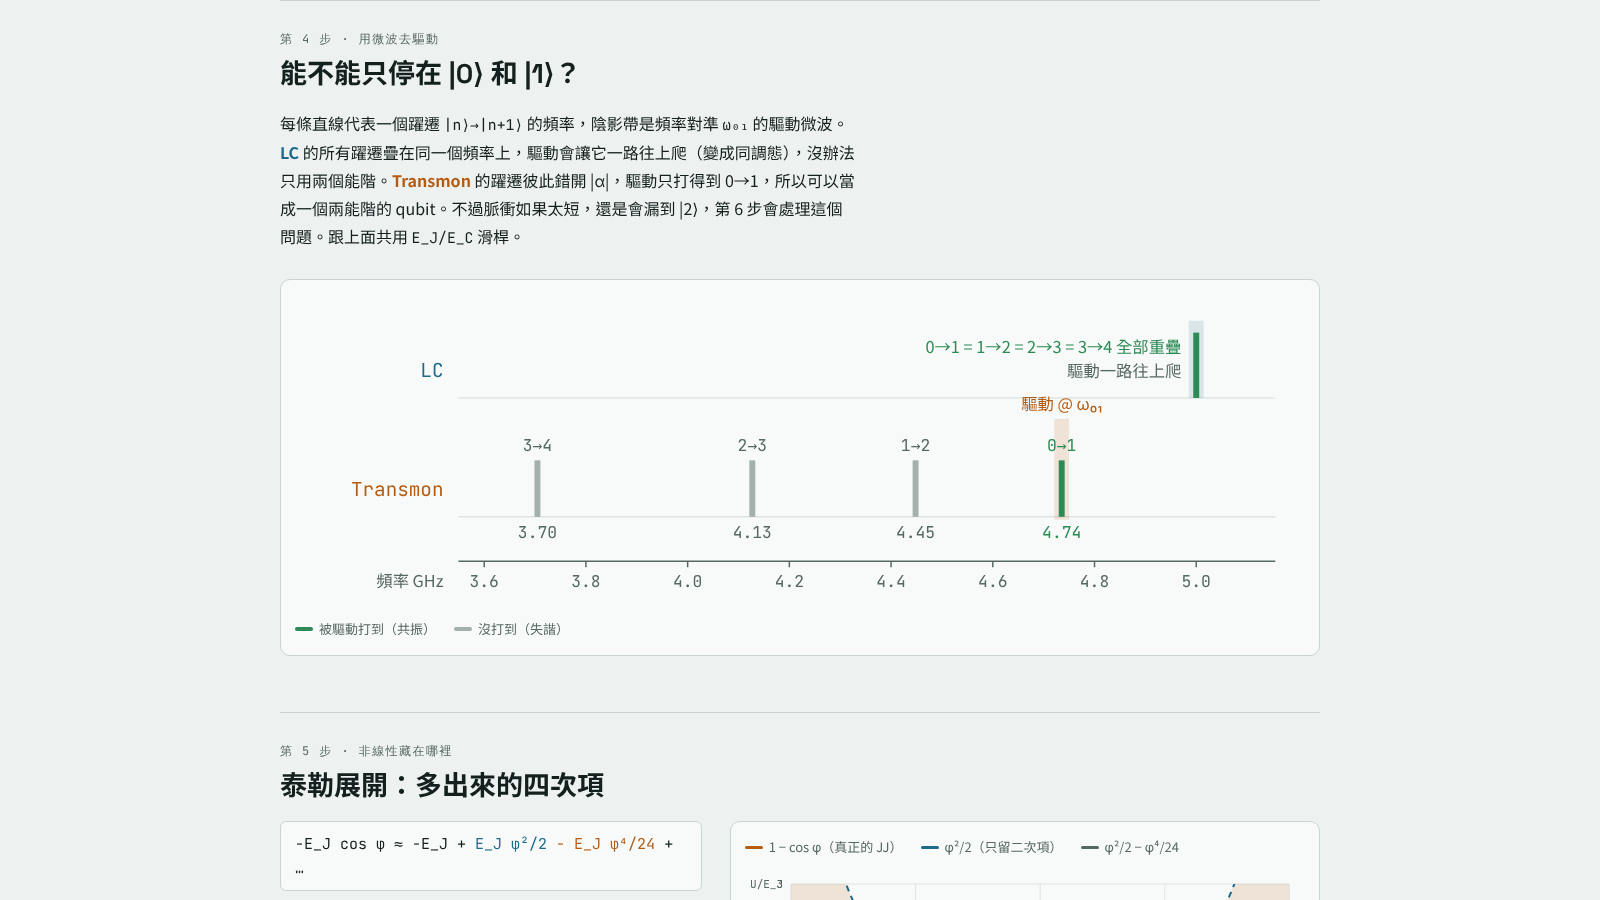 第 4 步 · 用微波去驅動
能不能只停在 |0⟩ 和 |1⟩？
每條直線代表一個躍遷 |n⟩→|n+1⟩ 的頻率，陰影帶是頻率對準 ω₀₁ 的驅動微波。
LC 的所有躍遷疊在同一個頻率上，驅動會讓它一路往上爬（變成同調態），沒辦法
只用兩個能階。Transmon 的躍遷彼此錯開 |α|，驅動只打得到 0→1，所以可以當
成一個兩能階的 qubit。不過脈衝如果太短，還是會漏到 |2⟩，第 6 步會處理這個
問題。跟上面共用 E_J/E_C 滑桿。
0→1 = 1→2 = 2→3 = 3→4 全部重疊
LC
驅動一路往上爬
驅動 @ ω₀₁
3→4 2→3 1→2 0→1
Transmon
3.70 4.13 4.45 4.74
頻率 GHz 3.6 3.8 4.0 4.2 4.4 4.6 4.8 5.0
被驅動打到（共振） 沒打到（失諧）
第 5 步 · 非線性藏在哪裡
泰勒展開：多出來的四次項
-E_J cos φ ≈ -E_J + E_J φ²/2 - E_J φ⁴/24 +
…
1 − cos φ（真正的 JJ） φ²/2（只留二次項） φ²/2 − φ⁴/24
U/E_J